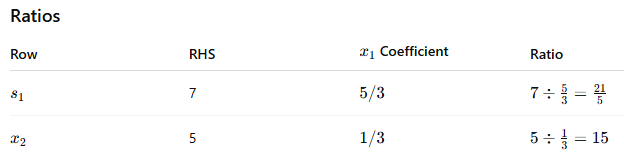 Ratios
Row RHS x₁ Coefficient Ratio
s₁ 7 5/3 7 ÷ 5/3 = 21/5
x₂ 5 1/3 5 ÷ 1/3 = 15